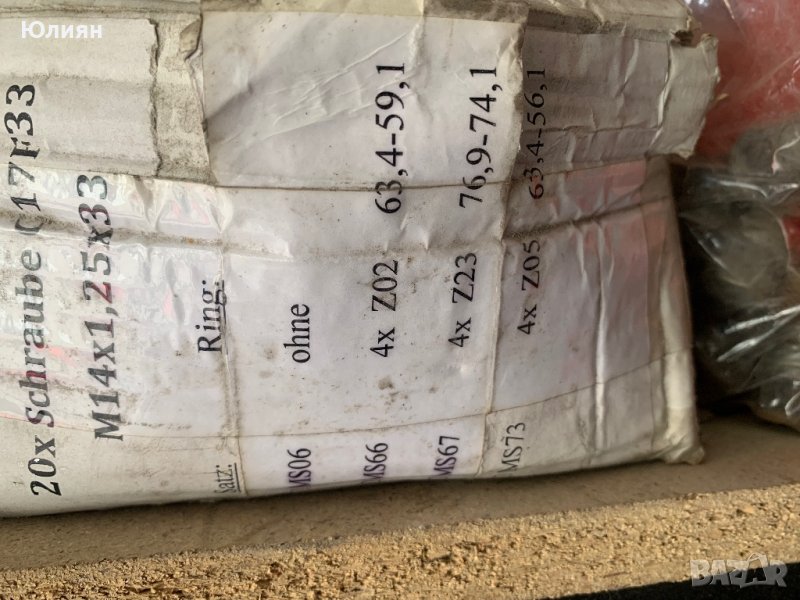 Юлиян
20x Schraube C17F33
M14x1,25x33
Satz: Ring:
MS06 ohne
MS66 4x Z02 63,4-59,1
MS67 4x Z23 76,9-74,1
MS73 4x Z05 63,4-56,1
BAZAR